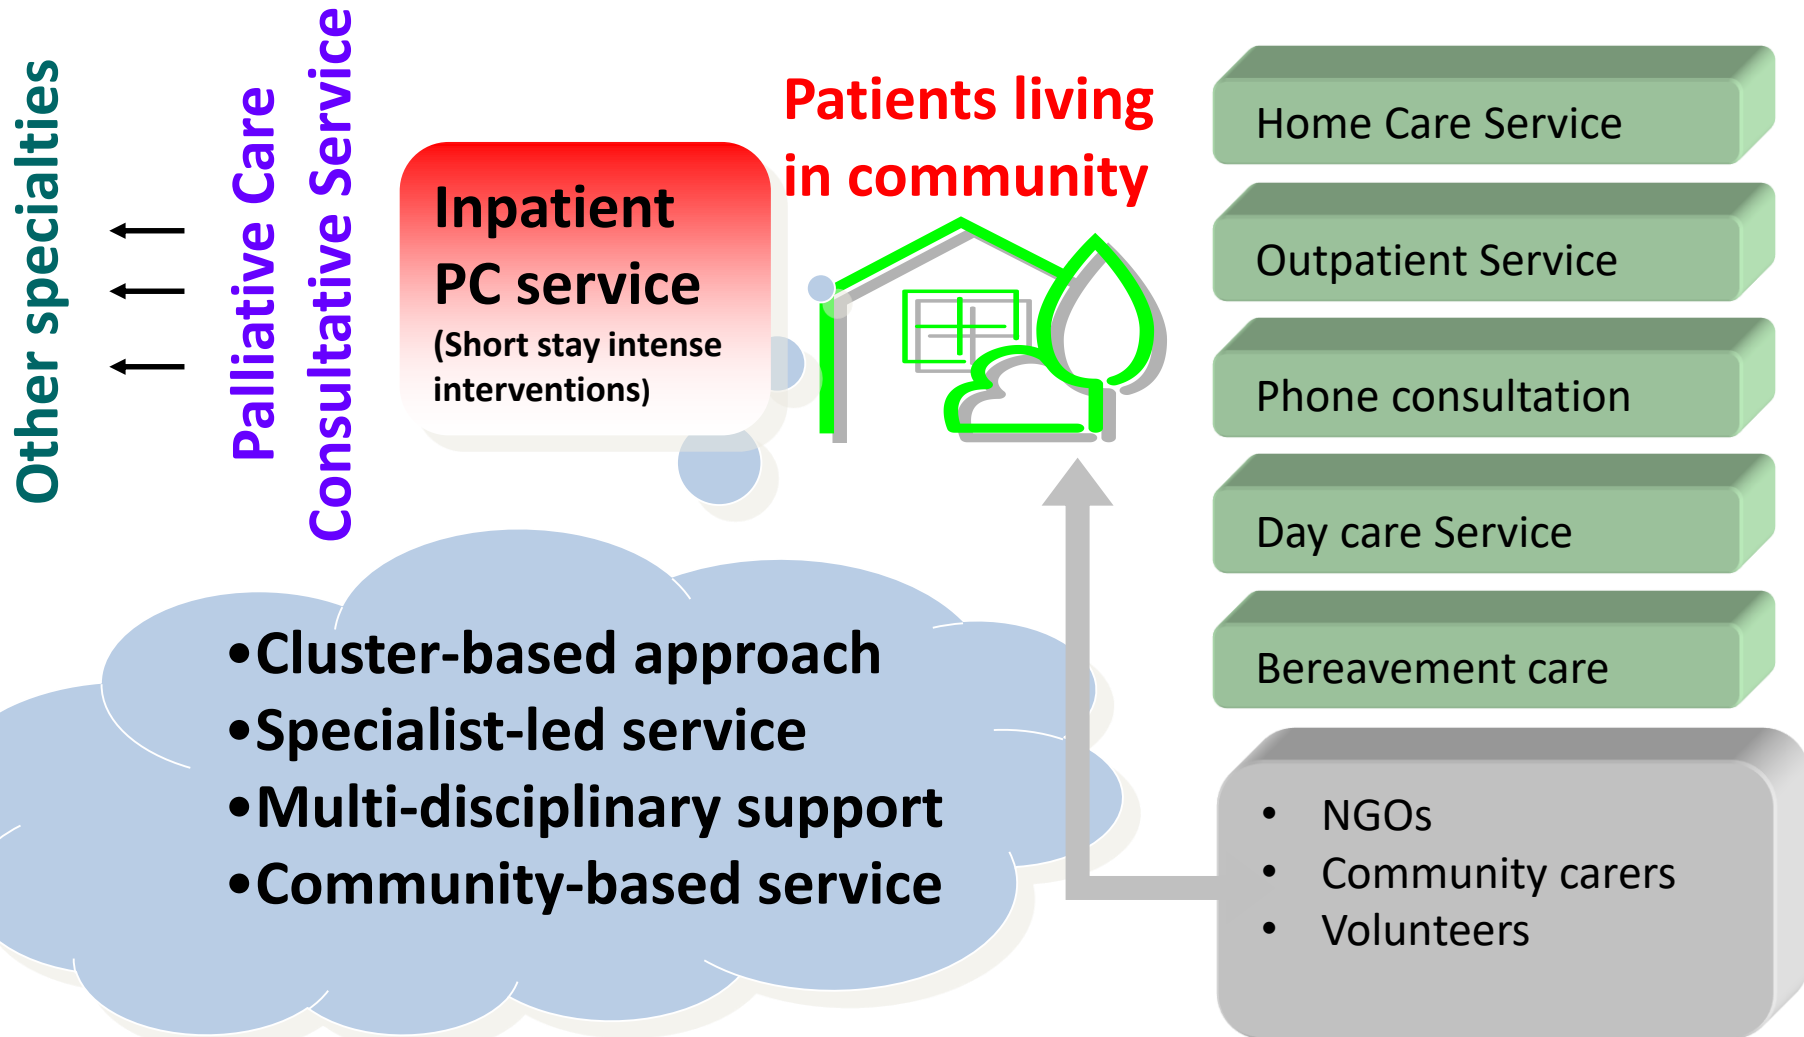 Other specialties
Palliative Care
Consultative Service
Inpatient
PC service
(Short stay intense
interventions)
Patients living
in community
Home Care Service
Outpatient Service
Phone consultation
Day care Service
Bereavement care
• NGOs
• Community carers
• Volunteers
•Cluster-based approach
•Specialist-led service
•Multi-disciplinary support
•Community-based service